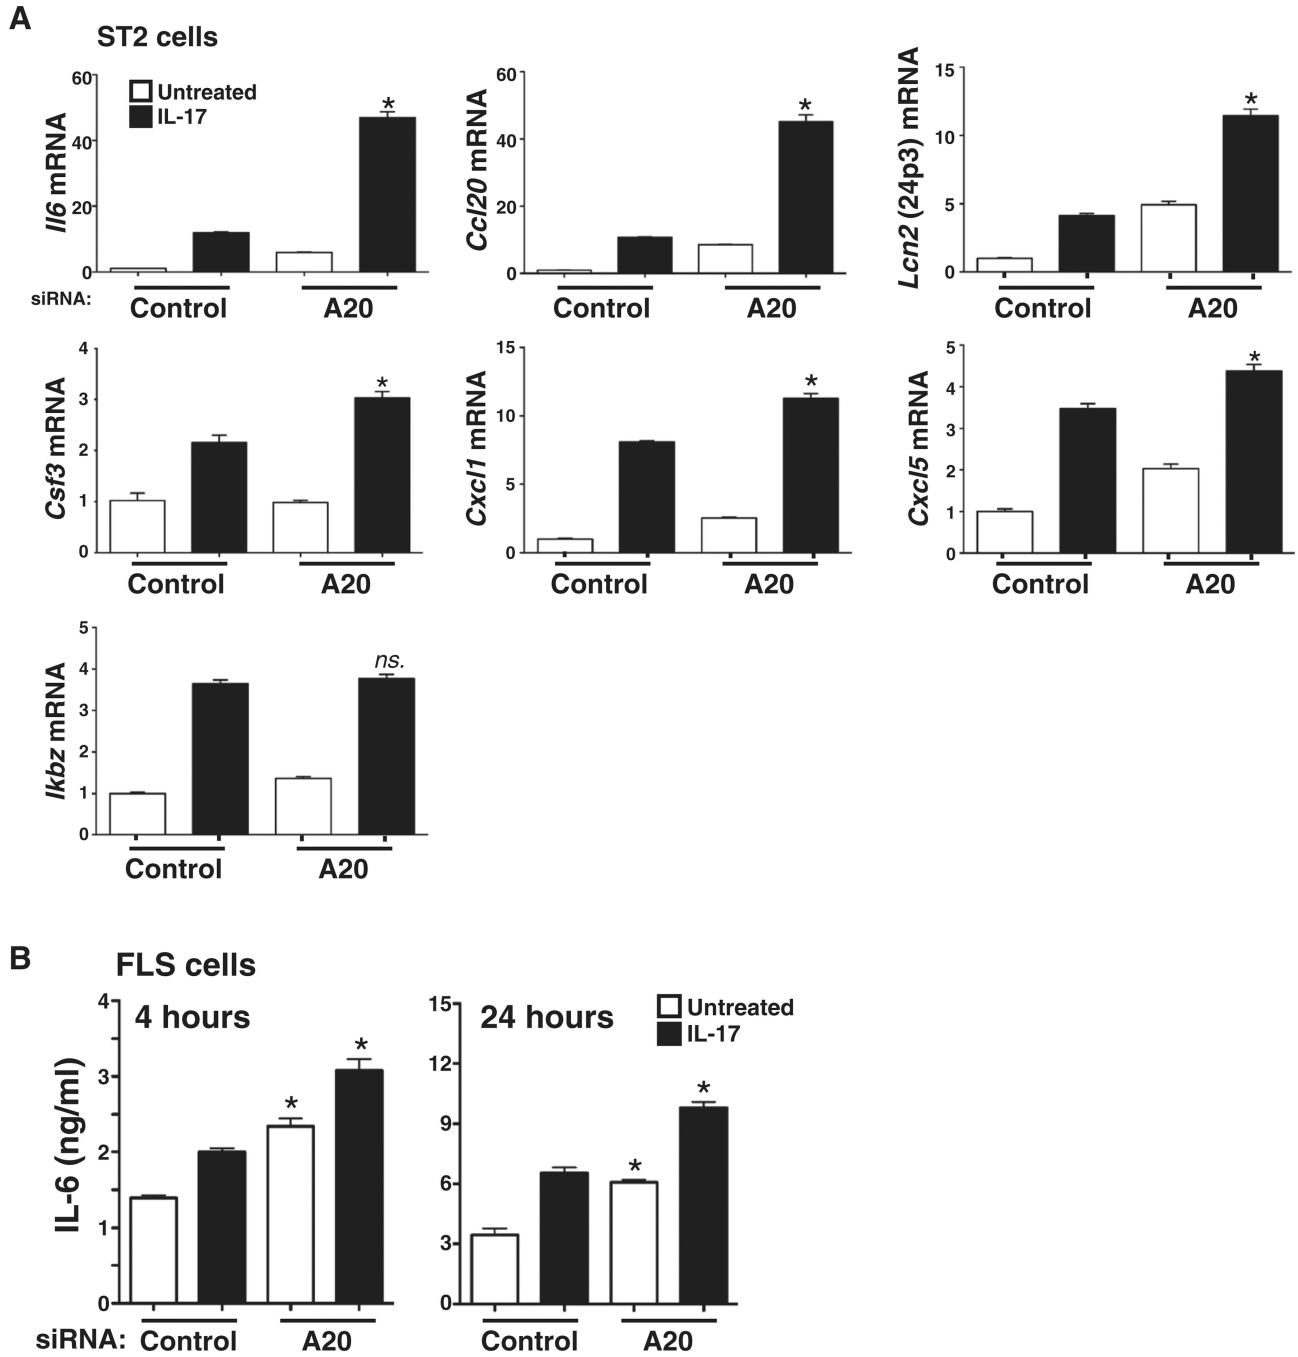 A
ST2 cells
Il6 mRNA
60
40
20
0
Untreated
IL-17
*
siRNA:
Control
A20
Ccl20 mRNA
60
40
20
0
*
Control
A20
Lcn2 (24p3) mRNA
15
10
5
0
*
Control
A20
Csf3 mRNA
4
3
2
1
0
*
Control
A20
Cxcl1 mRNA
15
10
5
0
*
Control
A20
Cxcl5 mRNA
5
4
3
2
1
0
*
Control
A20
Ikbz mRNA
5
4
3
2
1
0
ns.
Control
A20
B
FLS cells
IL-6 (ng/ml)
4
3
2
1
0
4 hours
*
*
siRNA:
Control
A20
15
12
9
6
3
0
24 hours
Untreated
IL-17
*
*
Control
A20